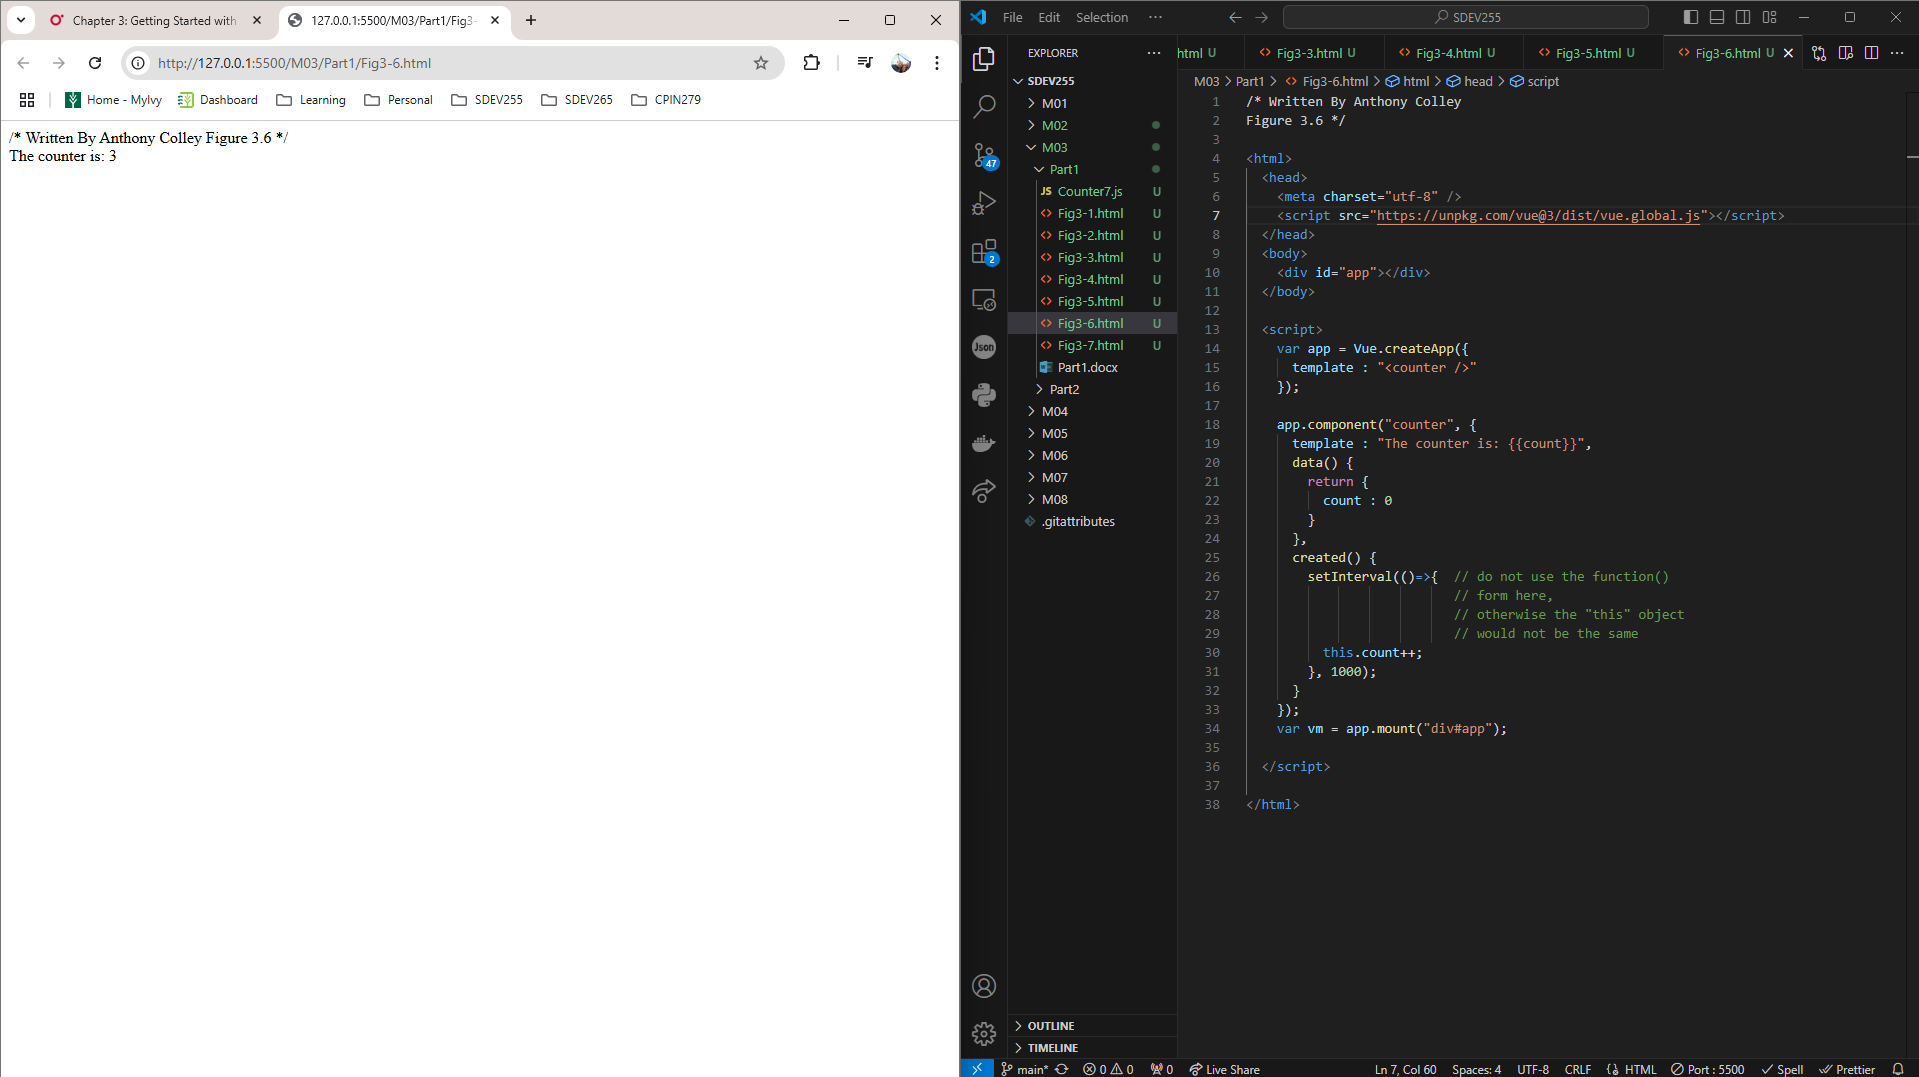 Chapter 3: Getting Started with
127.0.0.1:5500/M03/Part1/Fig3-
http://127.0.0.1:5500/M03/Part1/Fig3-6.html
Home - MyIvy
Dashboard
Learning
Personal
SDEV255
SDEV265
CPIN279
/* Written By Anthony Colley Figure 3.6 */
The counter is: 3
File Edit Selection ···
SDEV255
EXPLORER
SDEV255
M01
M02
M03
Part1
JS Counter7.js U
Fig3-1.html U
Fig3-2.html U
Fig3-3.html U
Fig3-4.html U
Fig3-5.html U
Fig3-6.html U
Fig3-7.html U
Part1.docx
Part2
M04
M05
M06
M07
M08
.gitattributes
OUTLINE
TIMELINE
47
2
Json
html U
Fig3-3.html U
Fig3-4.html U
Fig3-5.html U
Fig3-6.html U
M03 > Part1 > Fig3-6.html > html > head > script
1 /* Written By Anthony Colley
2 Figure 3.6 */
3
4 <html>
5 <head>
6 <meta charset="utf-8" />
7 <script src="https://unpkg.com/vue@3/dist/vue.global.js"></script>
8 </head>
9 <body>
10 <div id="app"></div>
11 </body>
12
13 <script>
14 var app = Vue.createApp({
15 template : "<counter />"
16 });
17
18 app.component("counter", {
19 template : "The counter is: {{count}}",
20 data() {
21 return {
22 count : 0
23 }
24 },
25 created() {
26 setInterval(()=>{ // do not use the function()
27 // form here,
28 // otherwise the "this" object
29 // would not be the same
30 this.count++;
31 }, 1000);
32 }
33 });
34 var vm = app.mount("div#app");
35
36 </script>
37
38 </html>
main*
0 0
0
Live Share
Ln 7, Col 60
Spaces: 4
UTF-8
CRLF
HTML
Port : 5500
Spell
Prettier